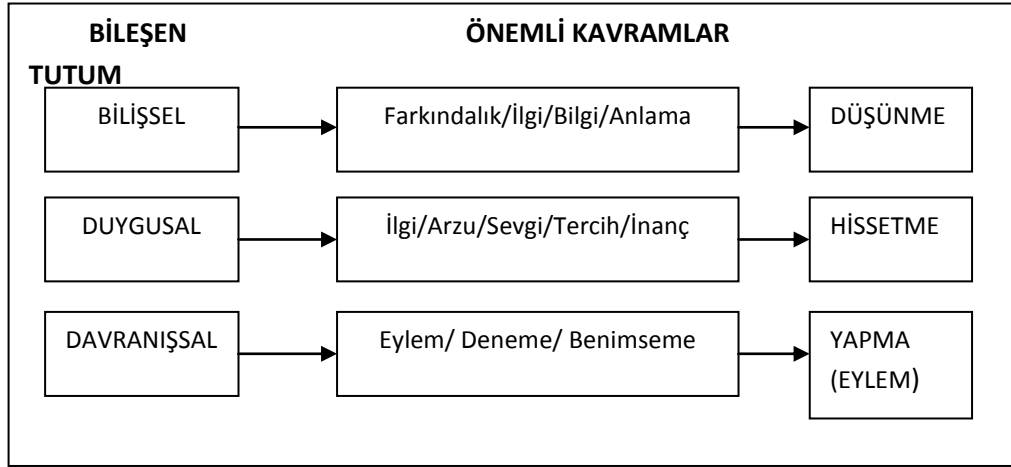 BİLEŞEN ÖNEMLİ KAVRAMLAR
TUTUM
BİLİŞSEL Farkındalık/İlgi/Bilgi/Anlama DÜŞÜNME
DUYGUSAL İlgi/Arzu/Sevgi/Tercih/İnanç HİSSETME
DAVRANIŞSAL Eylem/ Deneme/ Benimseme YAPMA
(EYLEM)